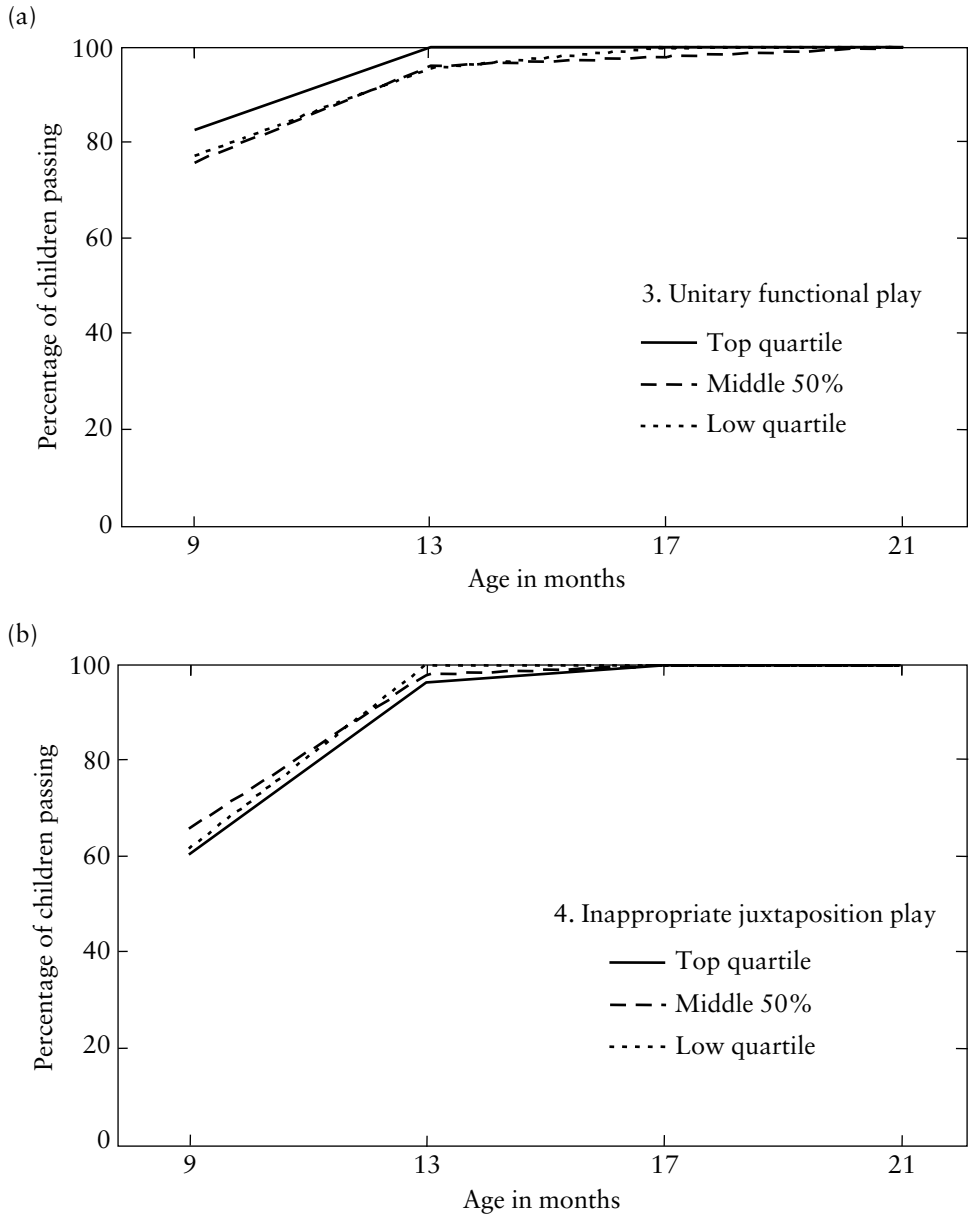 (a)
100
80
60
40
20
0
Percentage of children passing
3. Unitary functional play
Top quartile
Middle 50%
Low quartile
9 13 17 21
Age in months
(b)
100
80
60
40
20
0
Percentage of children passing
4. Inappropriate juxtaposition play
Top quartile
Middle 50%
Low quartile
9 13 17 21
Age in months